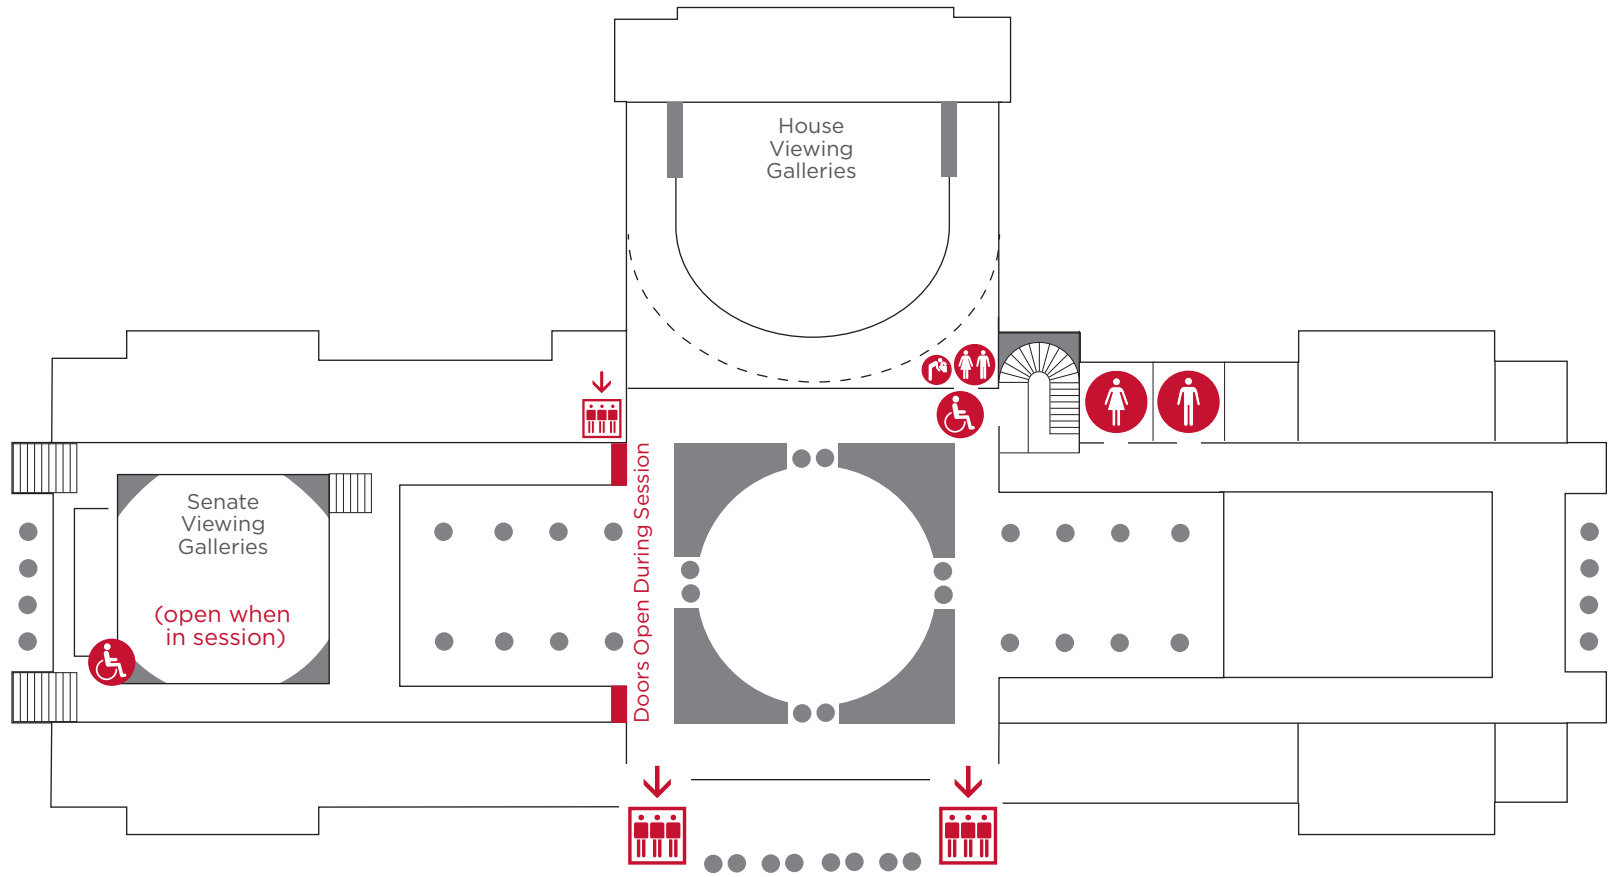 House
Viewing
Galleries
Senate
Viewing
Galleries
(open when
in session)
Doors Open During Session